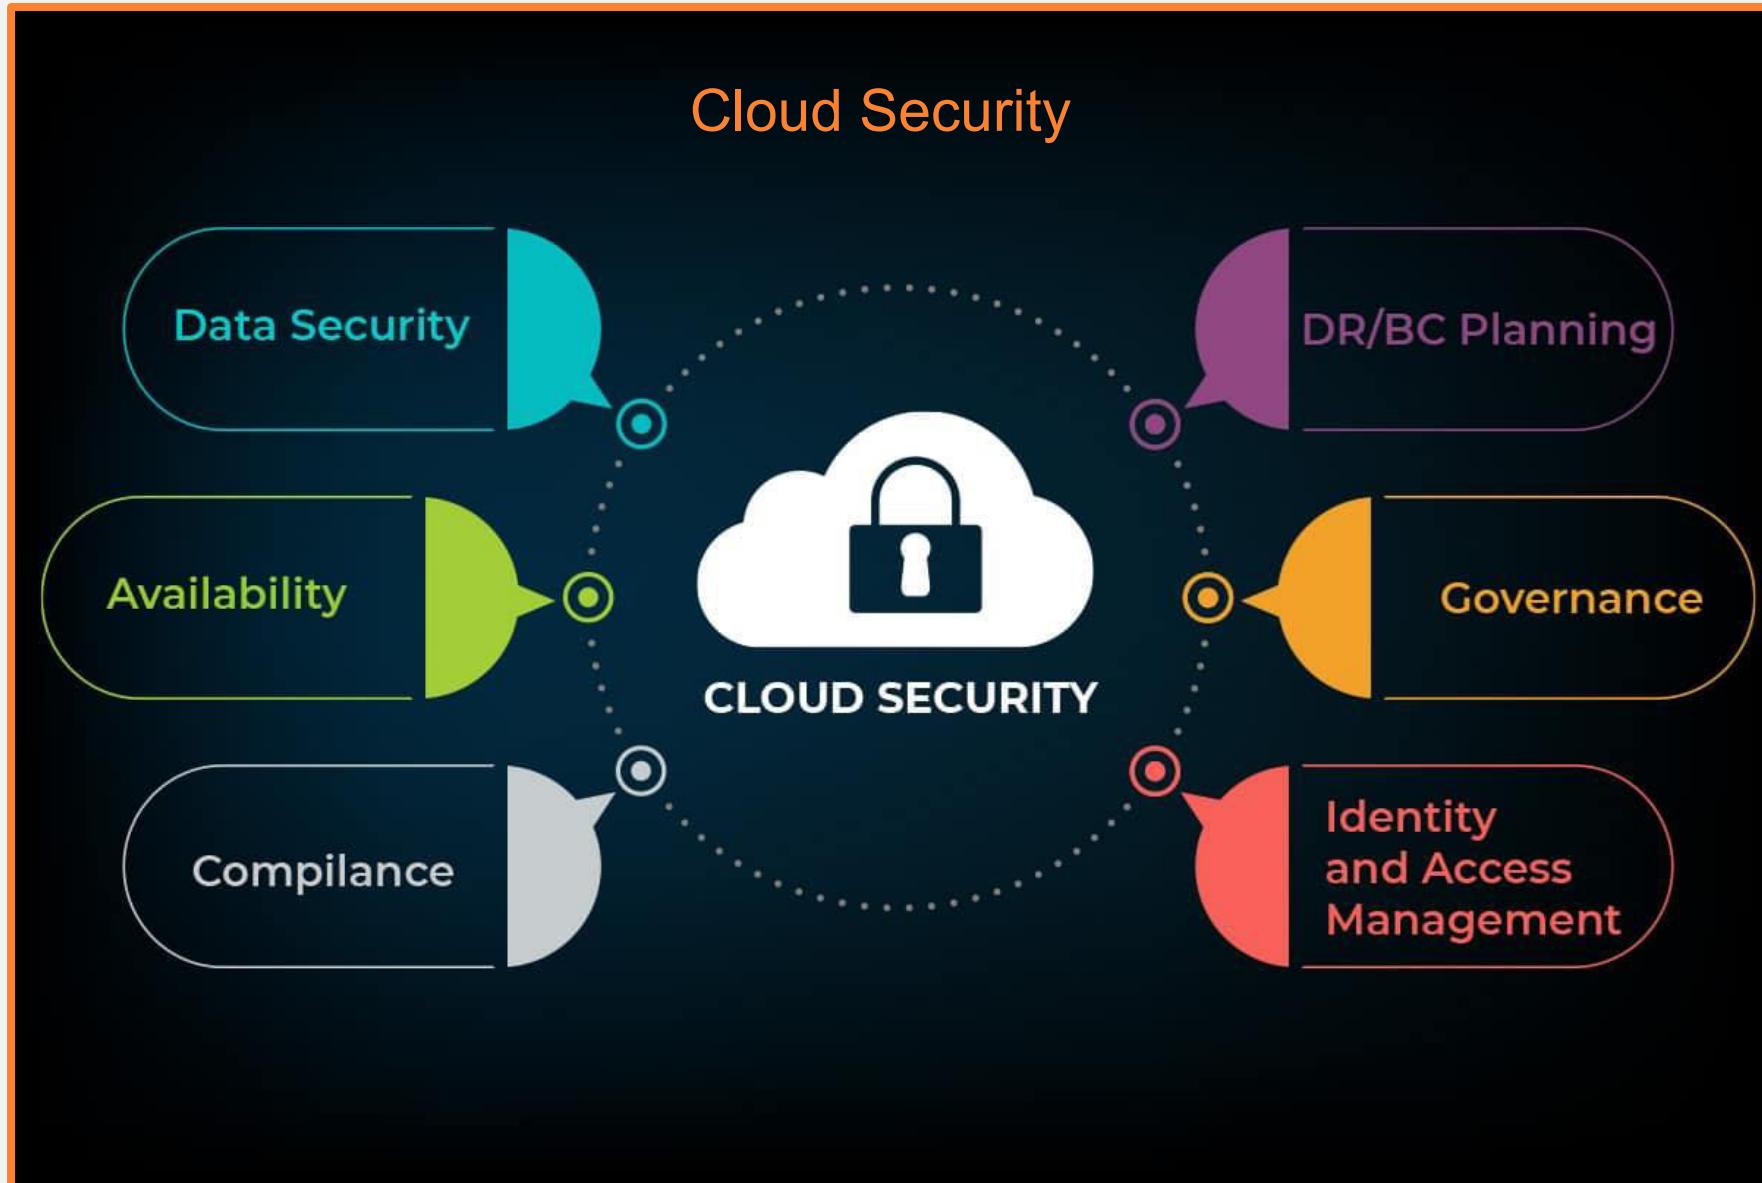 Cloud Security
Data Security
DR/BC Planning
Availability
Governance
CLOUD SECURITY
Compilance
Identity
and Access
Management